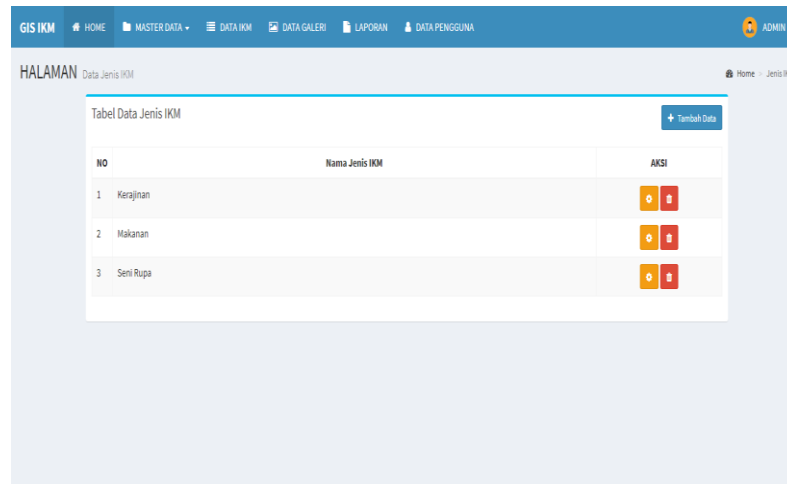 GIS IKM HOME MASTER DATA DATA IKM DATA GALERI LAPORAN DATA PENGGUNA ADMIN
HALAMAN Data Jenis IKM Home > Jenis
Tabel Data Jenis IKM + Tambah Data
NO Nama Jenis IKM AKSI
1 Kerajinan
2 Makanan
3 Seni Rupa